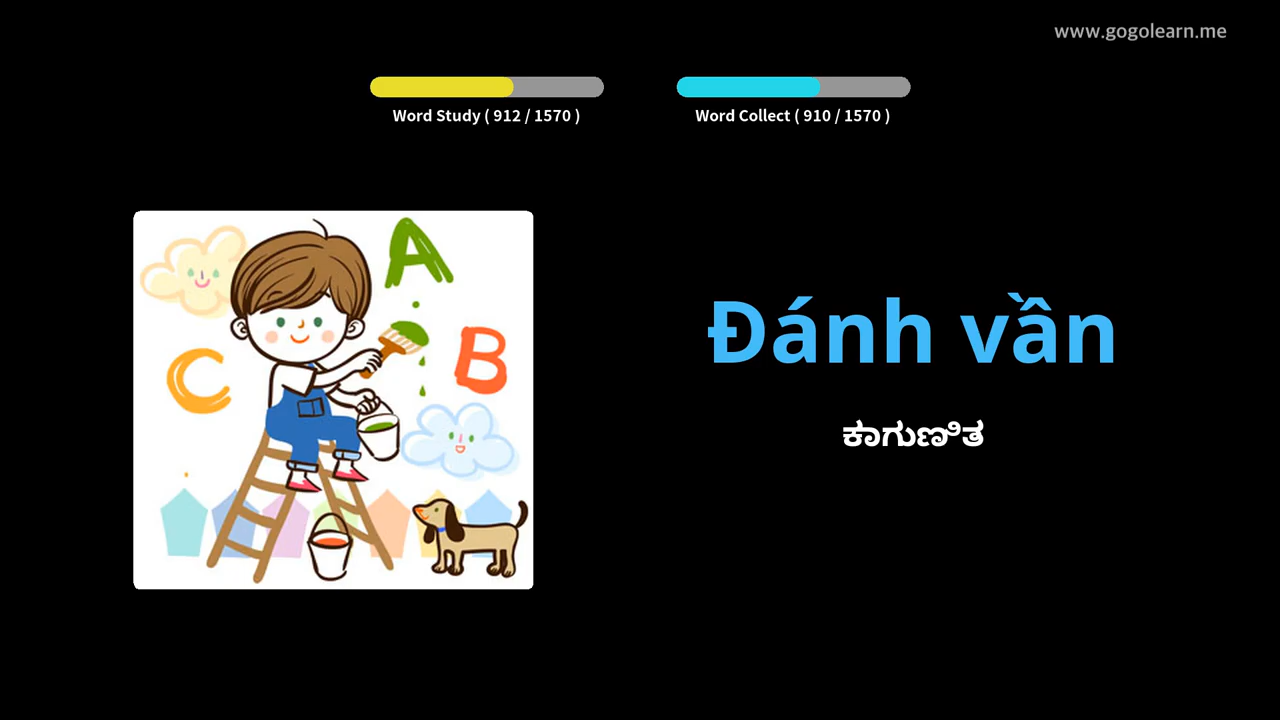 www.gogolearn.me
Word Study ( 912 / 1570 )
Word Collect ( 910 / 1570 )
A
B
C
Đánh vần
ಕಾಗುಣಿತ